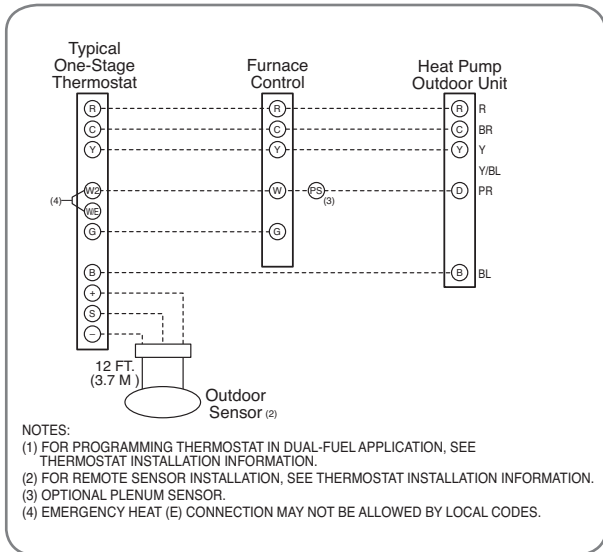 Typical
One-Stage
Thermostat
Furnace
Control
Heat Pump
Outdoor Unit
R R R R
C C C BR
Y Y Y Y
Y/BL
(4) W2 W PS (3) D PR
W/E
G G
B B BL
+
S
–
12 FT.
(3.7 M )
Outdoor
Sensor (2)
NOTES:
(1) FOR PROGRAMMING THERMOSTAT IN DUAL-FUEL APPLICATION, SEE
THERMOSTAT INSTALLATION INFORMATION.
(2) FOR REMOTE SENSOR INSTALLATION, SEE THERMOSTAT INSTALLATION INFORMATION.
(3) OPTIONAL PLENUM SENSOR.
(4) EMERGENCY HEAT (E) CONNECTION MAY NOT BE ALLOWED BY LOCAL CODES.